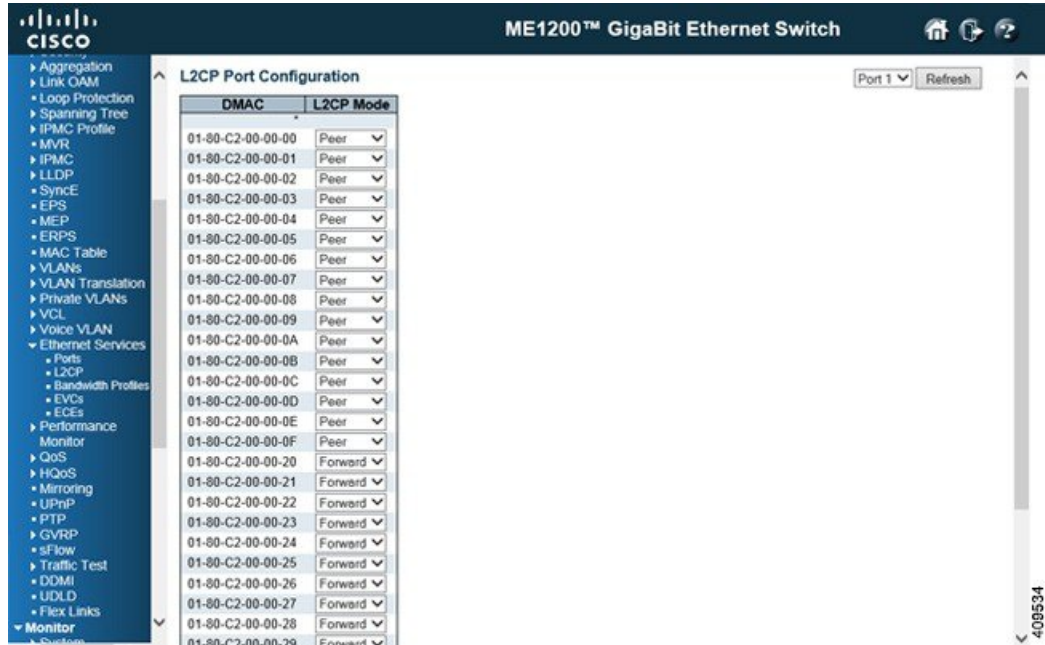 CISCO
ME1200™ GigaBit Ethernet Switch
Aggregation
Link OAM
Loop Protection
Spanning Tree
IPMC Profile
MVR
IPMC
LLDP
SyncE
EPS
MEP
ERPS
MAC Table
VLANs
VLAN Translation
Private VLANs
VCL
Voice VLAN
Ethernet Services
Ports
L2CP
Bandwidth Profiles
EVCs
ECEs
Performance
Monitor
QoS
HQoS
Mirroring
UPnP
PTP
GVRP
sFlow
Traffic Test
DDMI
UDLD
Flex Links
Monitor
System
L2CP Port Configuration
Port 1 Refresh
DMAC L2CP Mode
*
01-80-C2-00-00-00 Peer
01-80-C2-00-00-01 Peer
01-80-C2-00-00-02 Peer
01-80-C2-00-00-03 Peer
01-80-C2-00-00-04 Peer
01-80-C2-00-00-05 Peer
01-80-C2-00-00-06 Peer
01-80-C2-00-00-07 Peer
01-80-C2-00-00-08 Peer
01-80-C2-00-00-09 Peer
01-80-C2-00-00-0A Peer
01-80-C2-00-00-0B Peer
01-80-C2-00-00-0C Peer
01-80-C2-00-00-0D Peer
01-80-C2-00-00-0E Peer
01-80-C2-00-00-0F Peer
01-80-C2-00-00-20 Forward
01-80-C2-00-00-21 Forward
01-80-C2-00-00-22 Forward
01-80-C2-00-00-23 Forward
01-80-C2-00-00-24 Forward
01-80-C2-00-00-25 Forward
01-80-C2-00-00-26 Forward
01-80-C2-00-00-27 Forward
01-80-C2-00-00-28 Forward
01-80-C2-00-00-29 Forward
409534